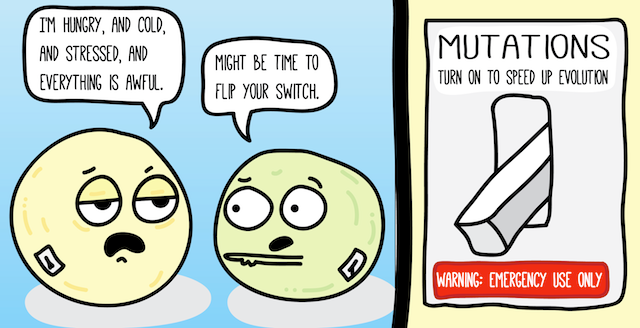 I'M HUNGRY, AND COLD,
AND STRESSED, AND
EVERYTHING IS AWFUL.
MIGHT BE TIME TO
FLIP YOUR SWITCH.
MUTATIONS
TURN ON TO SPEED UP EVOLUTION
WARNING: EMERGENCY USE ONLY